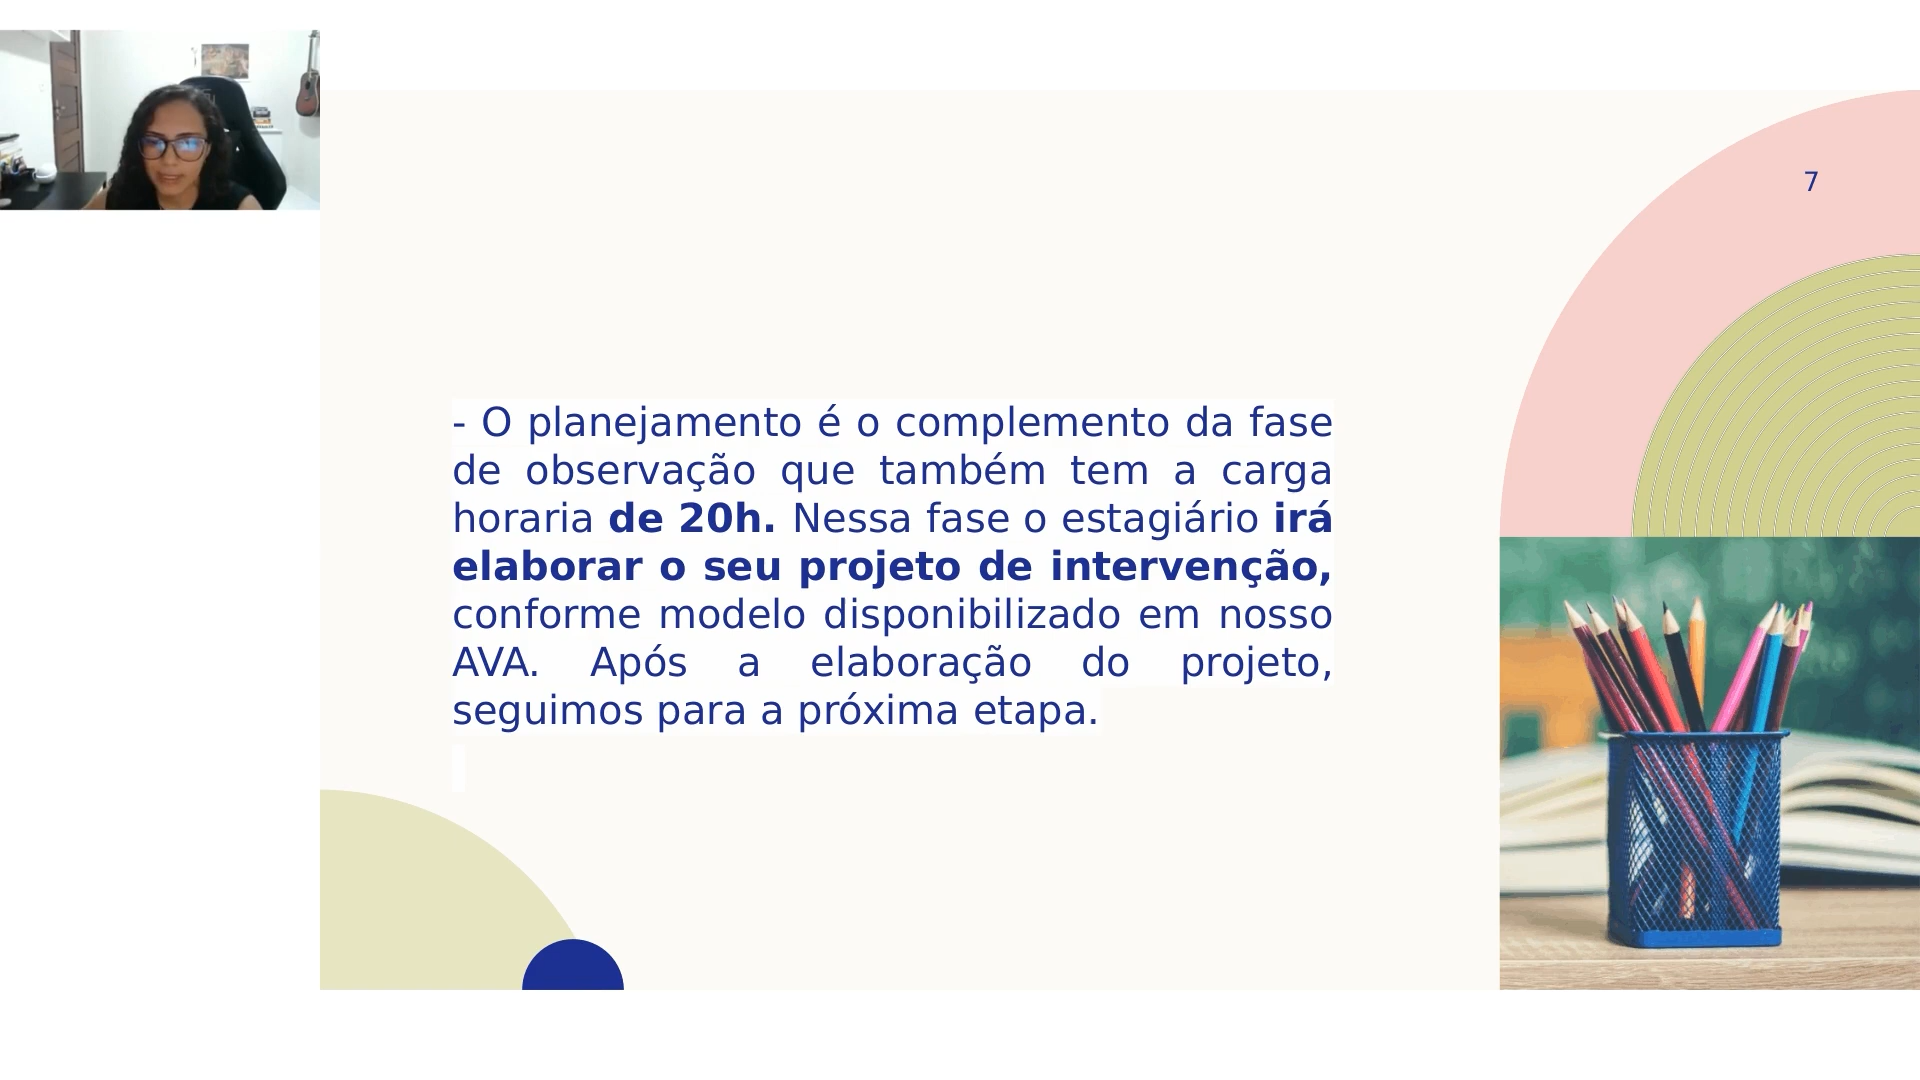 7
- O planejamento é o complemento da fase
de observação que também tem a carga
horaria de 20h. Nessa fase o estagiário irá
elaborar o seu projeto de intervenção,
conforme modelo disponibilizado em nosso
AVA. Após a elaboração do projeto,
seguimos para a próxima etapa.